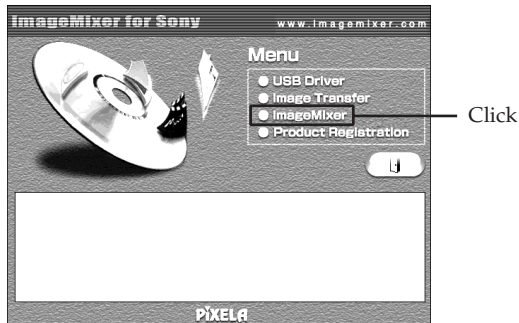 ImageMixer for Sony
www.imagemixer.com
Menu
USB Driver
Image Transfer
ImageMixer
Product Registration
Click
PIXELA